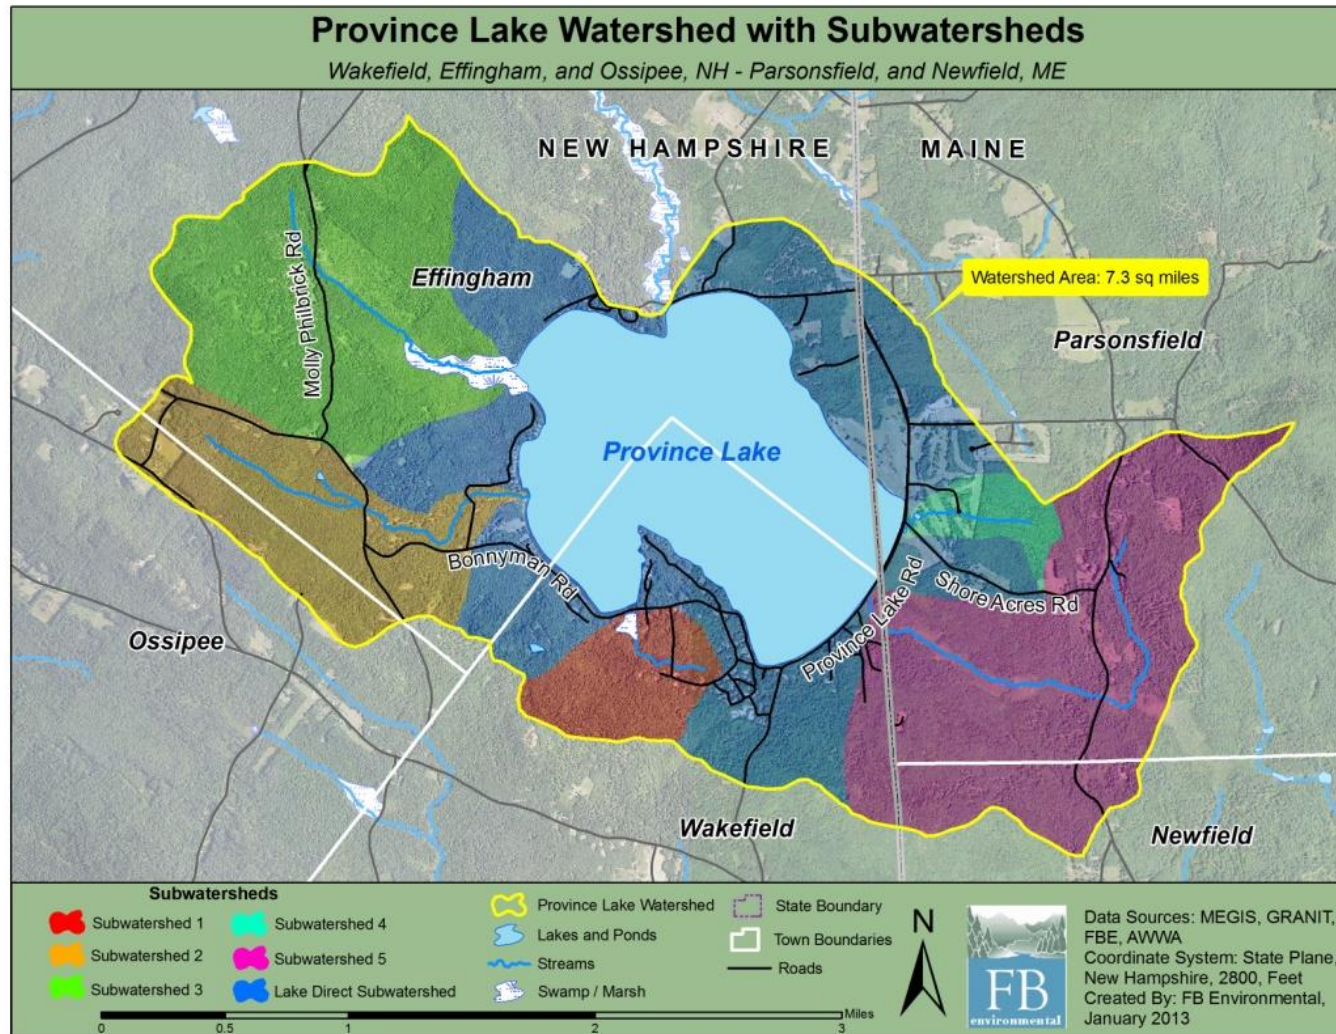 Province Lake Watershed with Subwatersheds
Wakefield, Effingham, and Ossipee, NH - Parsonsfield, and Newfield, ME
NEW HAMPSHIRE
MAINE
Effingham
Molly Philbrick Rd
Watershed Area: 7.3 sq miles
Parsonsfield
Province Lake
Bonnyman Rd
Shore Acres Rd
Province Lake Rd
Ossipee
Wakefield
Newfield
Subwatersheds
Subwatershed 1
Subwatershed 2
Subwatershed 3
Subwatershed 4
Subwatershed 5
Lake Direct Subwatershed
Province Lake Watershed
Lakes and Ponds
Streams
Swamp / Marsh
State Boundary
Town Boundaries
Roads
0 0.5 1 2 3
Miles
N
FB
environmental
Data Sources: MEGIS, GRANIT,
FBE, AWWA
Coordinate System: State Plane,
New Hampshire, 2800, Feet
Created By: FB Environmental,
January 2013